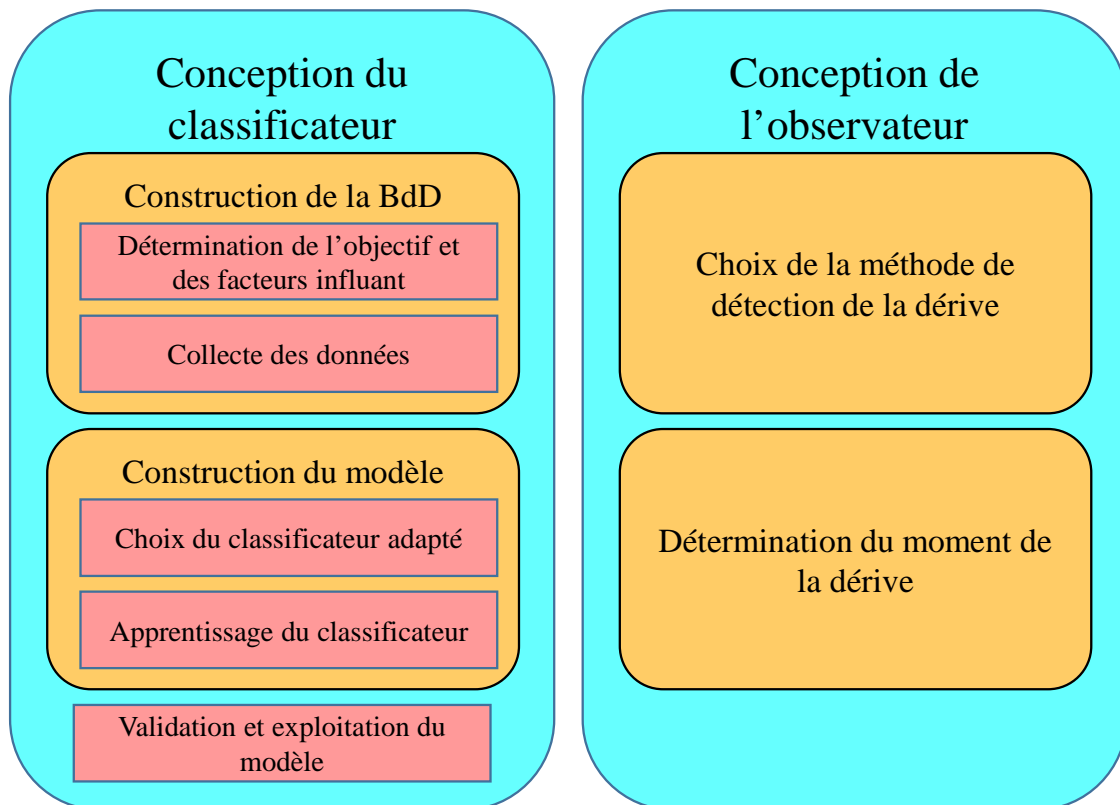 Conception du
classificateur
Construction de la BdD
Détermination de l’objectif et
des facteurs influant
Collecte des données
Construction du modèle
Choix du classificateur adapté
Apprentissage du classificateur
Validation et exploitation du
modèle
Conception de
l’observateur
Choix de la méthode de
détection de la dérive
Détermination du moment de
la dérive